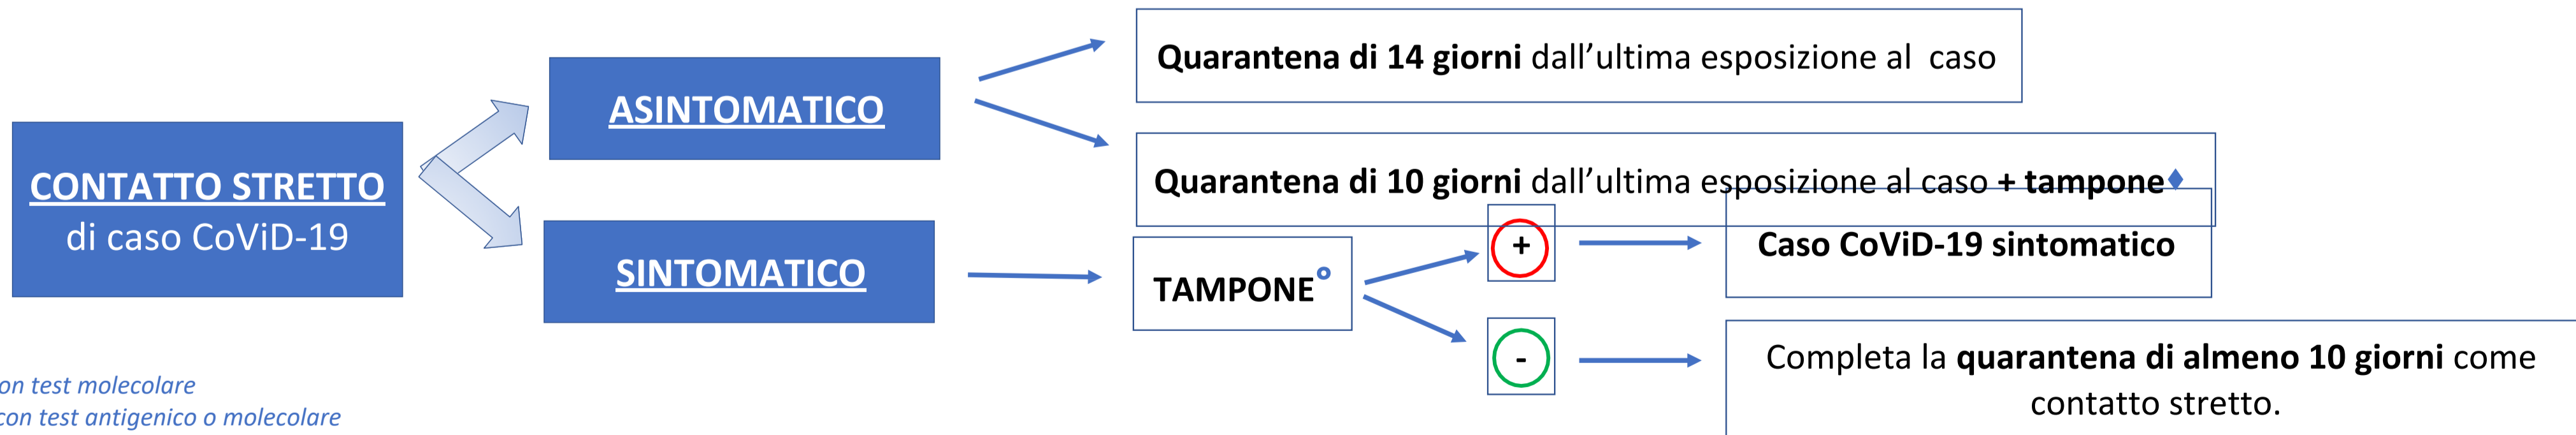 Quarantena di 14 giorni dall'ultima esposizione al caso
ASINTOMATICO
CONTATTO STRETTO
di caso CoViD-19
Quarantena di 10 giorni dall'ultima esposizione al caso + tampone♦
SINTOMATICO
TAMPONE°
+
Caso CoViD-19 sintomatico
-
Completa la quarantena di almeno 10 giorni come
contatto stretto.
on test molecolare
con test antigenico o molecolare